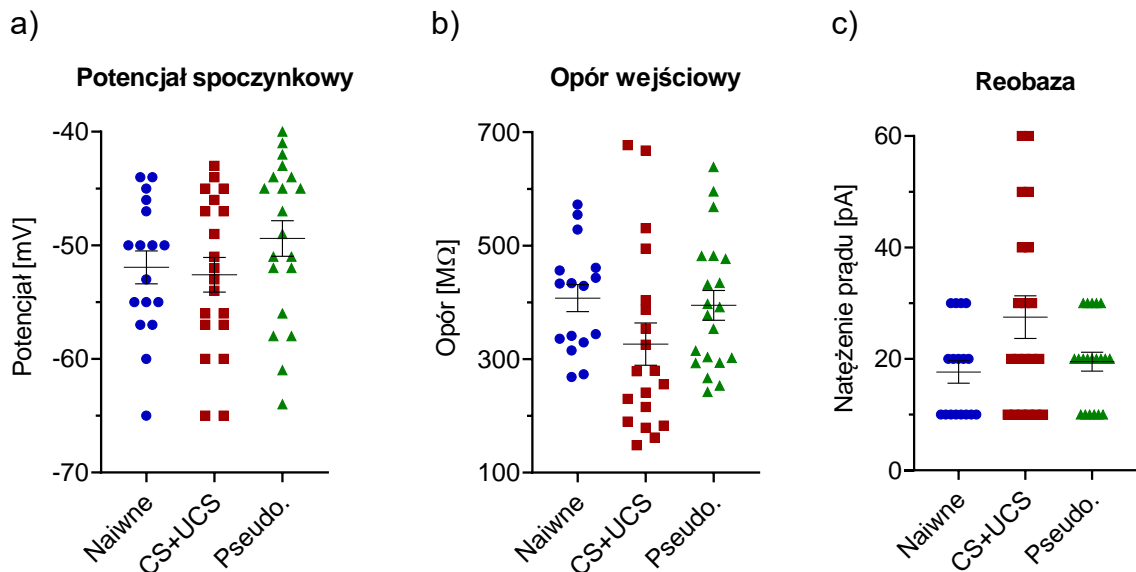 a)
Potencjał spoczynkowy
Potencjał [mV]
-40
-50
-60
-70
Naiwne
CS+UCS
Pseudo.
b)
Opór wejściowy
Opór [MΩ]
700
500
300
100
Naiwne
CS+UCS
Pseudo.
c)
Reobaza
Natężenie prądu [pA]
60
40
20
0
Naiwne
CS+UCS
Pseudo.